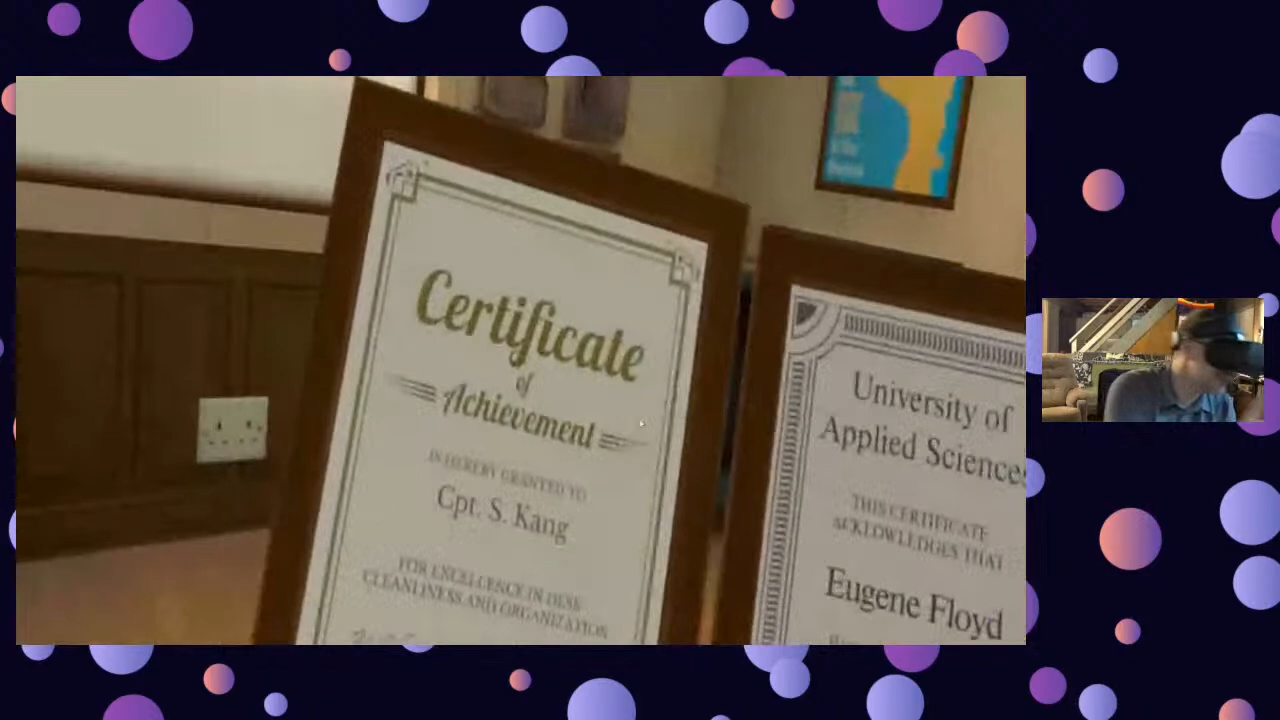 Certificate
of
Achievement
IS HEREBY GRANTED TO
Cpt. S. Kang
FOR EXCELLENCE IN DESK
CLEANLINESS AND ORGANIZATION
University of
Applied Sciences
THIS CERTIFICATE
ACKLOWLEDGES THAT
Eugene Floyd